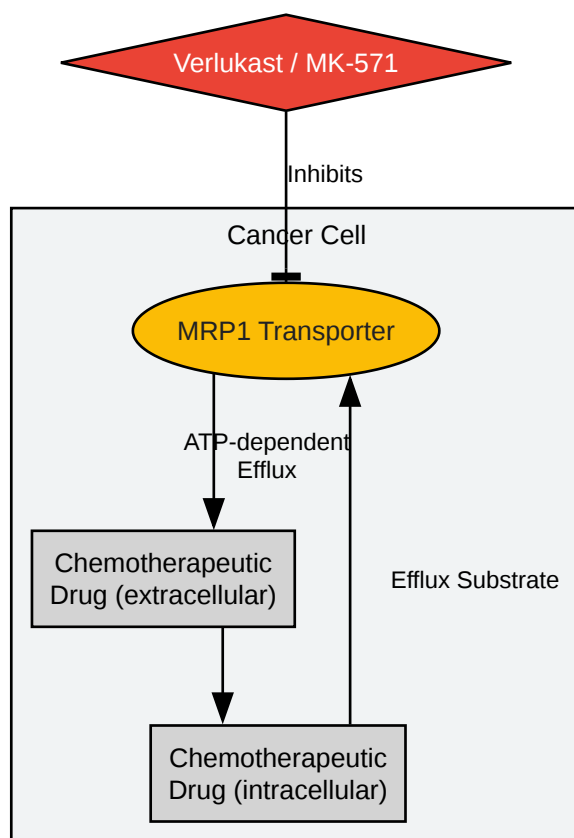 Verlukast / MK-571
Inhibits
Cancer Cell
MRP1 Transporter
ATP-dependent
Efflux
Chemotherapeutic
Drug (extracellular)
Efflux Substrate
Chemotherapeutic
Drug (intracellular)